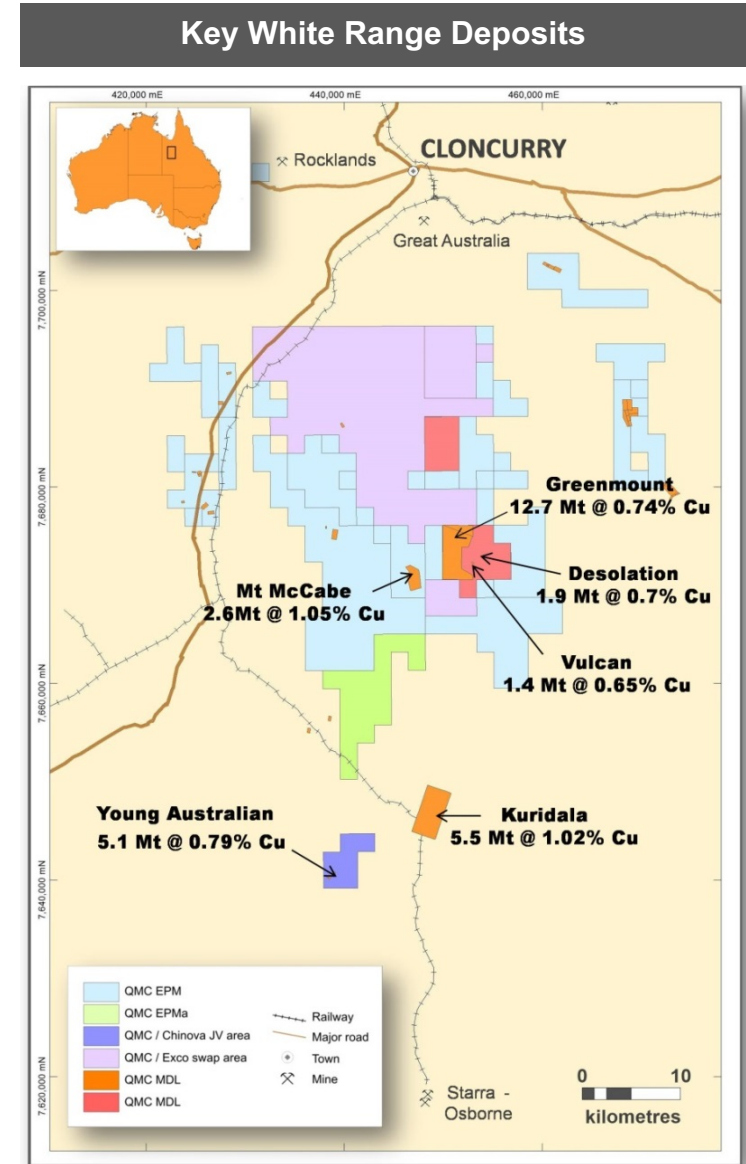 Key White Range Deposits
420,000 mE
440,000 mE
460,000 mE
Rocklands
CLONCURRY
Great Australia
7,700,000 mN
7,680,000 mN
Greenmount
12.7 Mt @ 0.74% Cu
Desolation
1.9 Mt @ 0.7% Cu
Mt McCabe
2.6Mt @ 1.05% Cu
Vulcan
1.4 Mt @ 0.65% Cu
7,660,000 mN
Young Australian
5.1 Mt @ 0.79% Cu
Kuridala
5.5 Mt @ 1.02% Cu
7,640,000 mN
QMC EPM
QMC EPMa
QMC / Chinova JV area
QMC / Exco swap area
QMC MDL
QMC MDL
Railway
Major road
Town
Mine
7,620,000 mN
Starra -
Osborne
0 10
kilometres